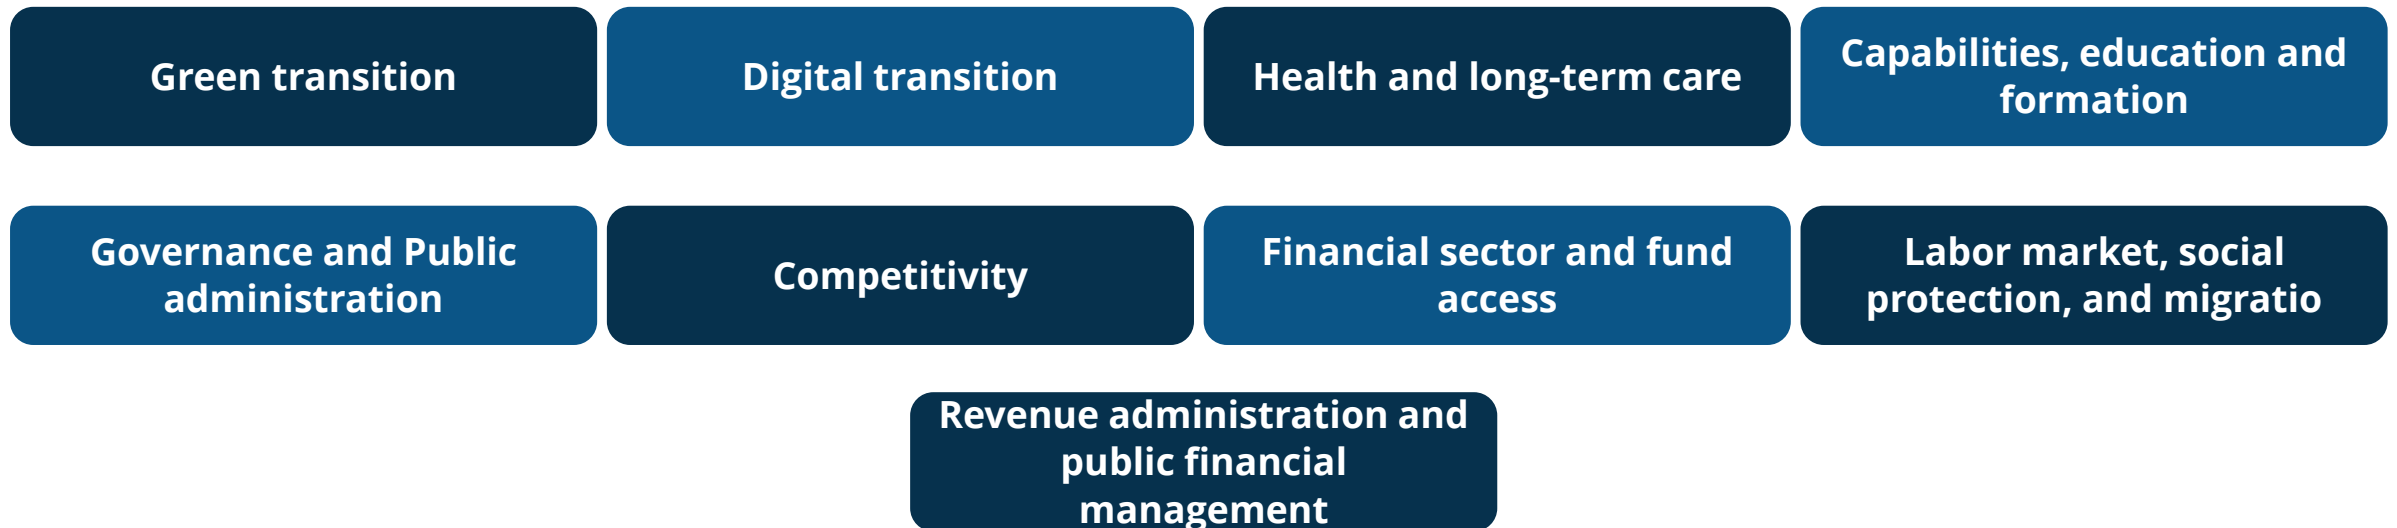 Green transition
Digital transition
Health and long-term care
Capabilities, education and
formation
Governance and Public
administration
Competitivity
Financial sector and fund
access
Labor market, social
protection, and migratio
Revenue administration and
public financial
management